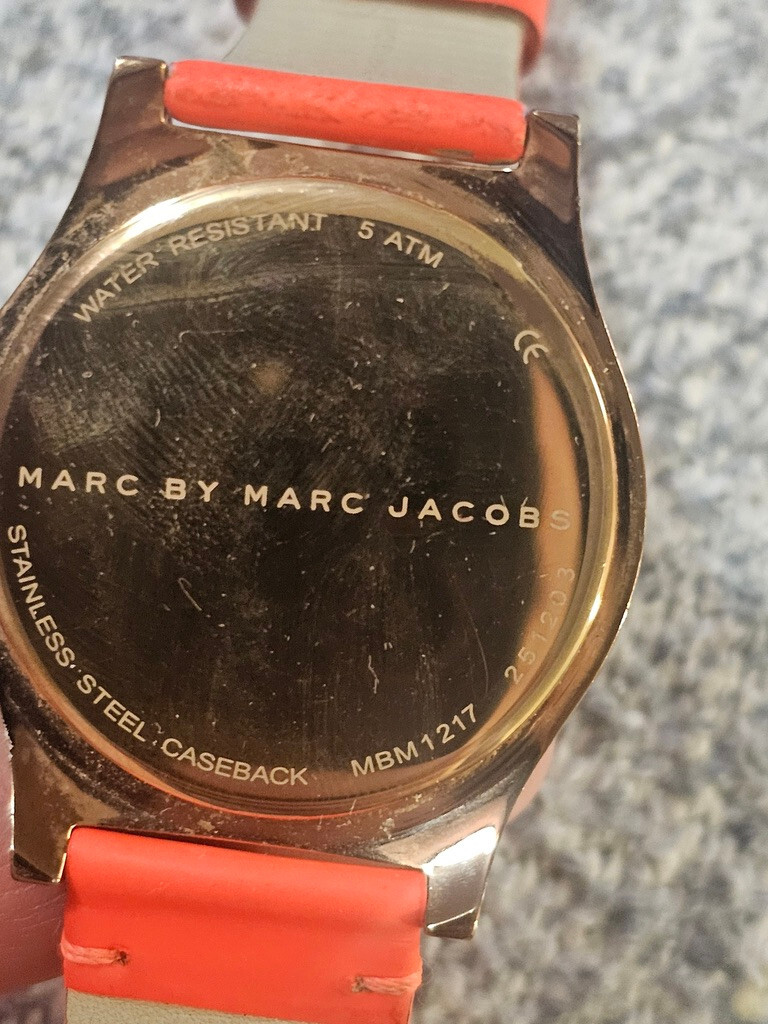 WATER RESISTANT 5 ATM
CE
MARC BY MARC JACOBS
251203
MBM1217
STAINLESS STEEL CASEBACK